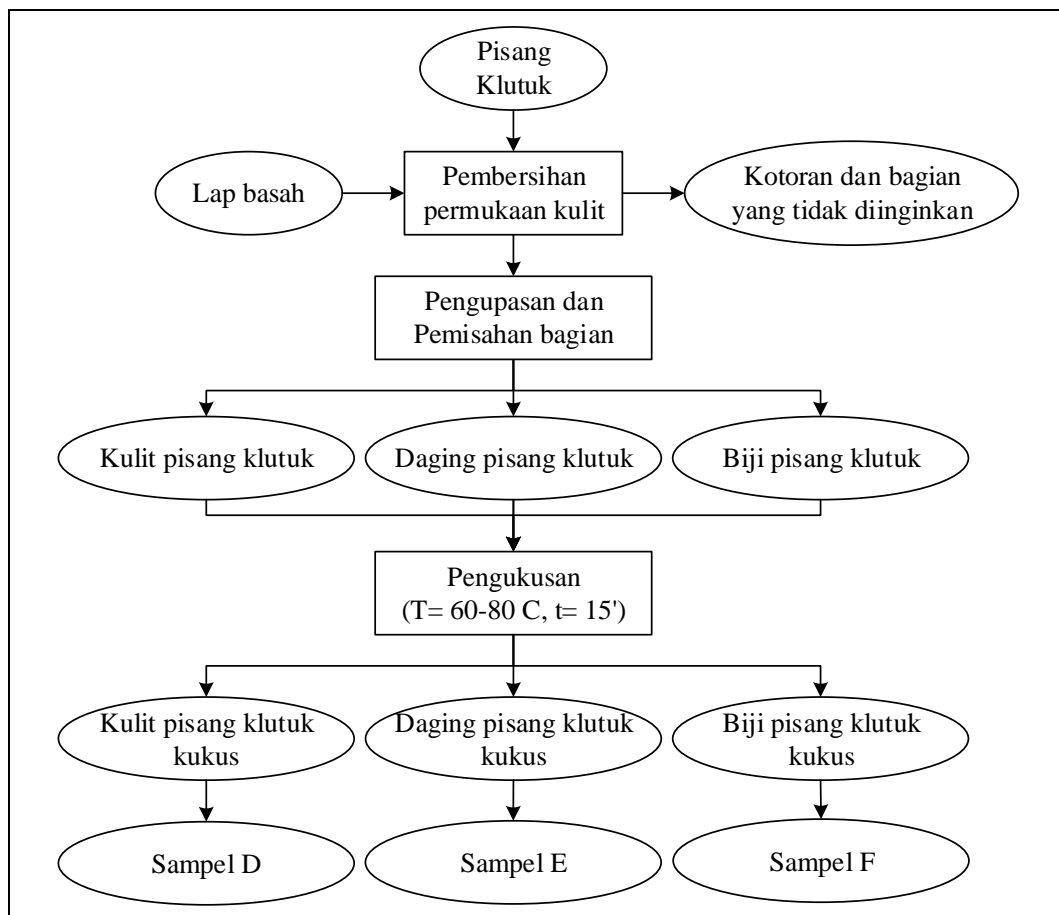 Pisang
Klutuk
Lap basah
Pembersihan
permukaan kulit
Kotoran dan bagian
yang tidak diinginkan
Pengupasan dan
Pemisahan bagian
Kulit pisang klutuk
Daging pisang klutuk
Biji pisang klutuk
Pengukusan
(T= 60-80 C, t= 15')
Kulit pisang klutuk
kukus
Daging pisang klutuk
kukus
Biji pisang klutuk
kukus
Sampel D
Sampel E
Sampel F